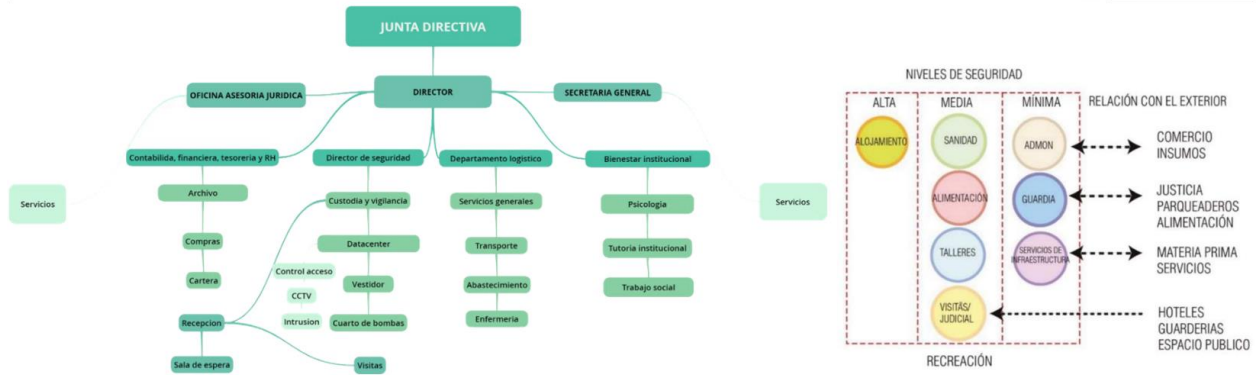 JUNTA DIRECTIVA
OFICINA ASESORIA JURIDICA
DIRECTOR
SECRETARIA GENERAL
Contabilida, financiera, tesoreria y RH
Director de seguridad
Departamento logistico
Bienestar institucional
Servicios
Archivo
Compras
Cartera
Custodia y vigilancia
Datacenter
Control acceso
CCTV
Intrusion
Vestidor
Cuarto de bombas
Recepcion
Sala de espera
Visitas
Servicios generales
Transporte
Abastecimiento
Enfermeria
Psicologia
Tutoria institucional
Trabajo social
Servicios
NIVELES DE SEGURIDAD
ALTA
MEDIA
MÍNIMA
RELACIÓN CON EL EXTERIOR
ALOJAMIENTO
SANIDAD
ADMON
COMERCIO
INSUMOS
ALIMENTACIÓN
GUARDIA
JUSTICIA
PARQUEADEROS
ALIMENTACIÓN
TALLERES
SERVICIOS DE
INFRAESTRUCTURA
MATERIA PRIMA
SERVICIOS
VISITÁS/
JUDICIAL
HOTELES
GUARDERIAS
ESPACIO PUBLICO
RECREACIÓN